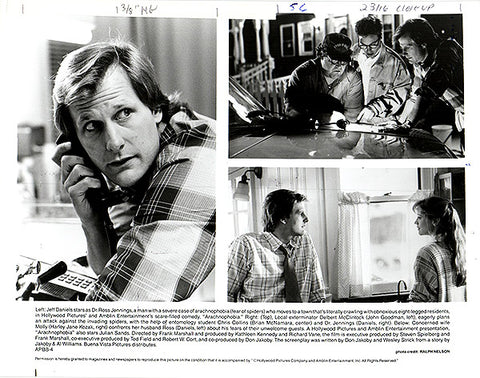 1 3/8" M6
5 C
23/16 closeup
Left: Jeff Daniels stars as Dr. Ross Jennings, a man with a severe case of arachnophobia (fear of spiders) who moves to a town that's literally crawling with obnoxious eight-legged residents,
in Hollywood Pictures' and Amblin Entertainment's scare-filled comedy-thriller "Arachnophobia." Right: (Top), Local exterminator Delbert McClintock (John Goodman, left), eagerly plans
an attack against the invading spiders, with the help of entomology student Chris Collins (Brian McNamara, center) and Dr. Jennings (Daniels, right). Below: Concerned wife
Molly (Harley Jane Kozak, right) confronts her husband Ross (Daniels, left) about his fears of their unwelcome guests. A Hollywood Pictures and Amblin Entertainment presentation,
"Arachnophobia" also stars Julian Sands. Directed by Frank Marshall and produced by Kathleen Kennedy and Richard Vane, the film is executive produced by Steven Spielberg and
Frank Marshall, co-executive produced by Ted Field and Robert W. Cort, and co-produced by Don Jakoby. The screenplay was written by Don Jakoby and Wesley Strick from a story by
Jakoby & Al Williams. Buena Vista Pictures distributes.
APB3-4
photo credit: RALPH NELSON
Permission is hereby granted to magazines and newspapers to reproduce this picture on the condition that it is accompanied by "© Hollywood Pictures Company and Amblin Entertainment, Inc. All Rights Reserved."